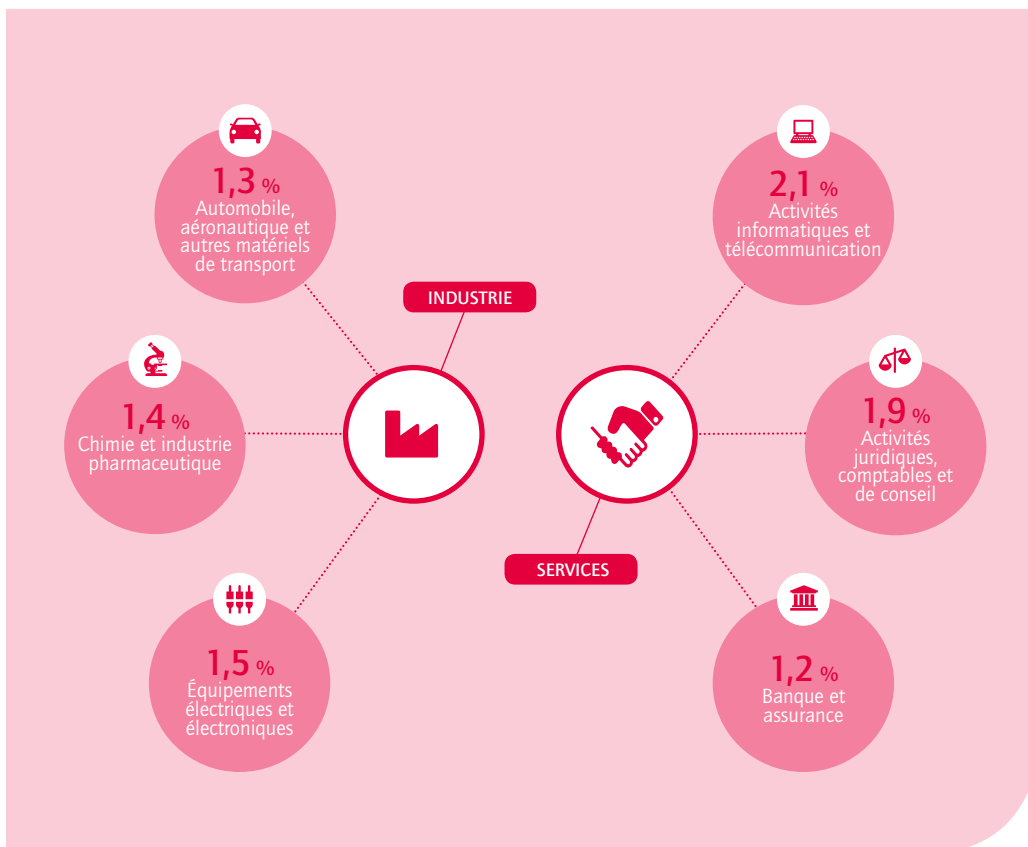 1,3 %
Automobile,
aéronautique et
autres matériels
de transport
INDUSTRIE
1,4 %
Chimie et industrie
pharmaceutique
1,5 %
Équipements
électriques et
électroniques
2,1 %
Activités
informatiques et
télécommunication
1,9 %
Activités
juridiques,
comptables et
de conseil
SERVICES
1,2 %
Banque et
assurance